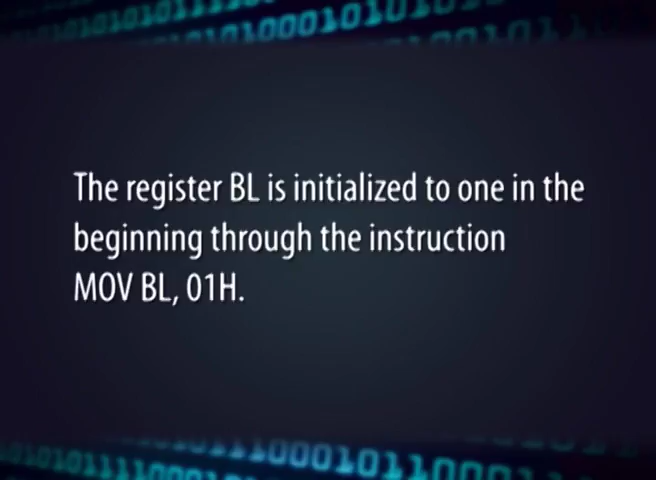 The register BL is initialized to one in the
beginning through the instruction
MOV BL, 01H.